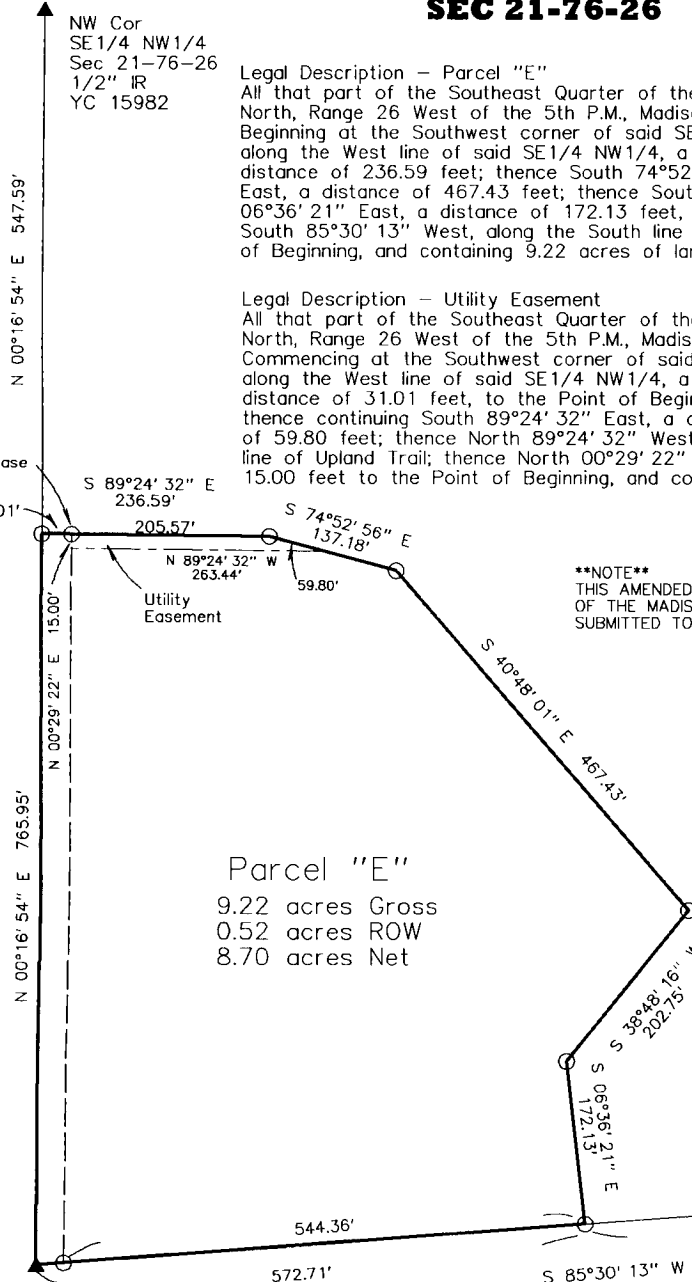 SEC 21-76-26
NW Cor
SE1/4 NW1/4
Sec 21-76-26
1/2" IR
YC 15982
Legal Description - Parcel "E"
All that part of the Southeast Quarter of the
North, Range 26 West of the 5th P.M., Madis
Beginning at the Southwest corner of said SE
along the West line of said SE1/4 NW1/4, a
distance of 236.59 feet; thence South 74°52
East, a distance of 467.43 feet; thence Sout
06°36' 21" East, a distance of 172.13 feet,
South 85°30' 13" West, along the South line
of Beginning, and containing 9.22 acres of la
Legal Description - Utility Easement
All that part of the Southeast Quarter of the
North, Range 26 West of the 5th P.M., Madis
Commencing at the Southwest corner of said
along the West line of said SE1/4 NW1/4, a
distance of 31.01 feet, to the Point of Begi
thence continuing South 89°24' 32" East, a
of 59.80 feet; thence North 89°24' 32" West
line of Upland Trail; thence North 00°29' 22"
15.00 feet to the Point of Beginning, and co
N 00°16' 54" E 547.59'
ase
01'
S 89°24' 32" E
236.59'
205.57'
S 74°52' 56" E
137.18'
N 89°24' 32" W
263.44'
59.80'
Utility
Easement
**NOTE**
THIS AMENDED
OF THE MADIS
SUBMITTED TO
N 00°29' 22" E 15.00'
S 40°48' 01" E 467.43'
N 00°16' 54" E 765.95'
Parcel "E"
9.22 acres Gross
0.52 acres ROW
8.70 acres Net
S 38°48' 16" W
202.75'
S 06°36' 21" E
172.13'
544.36'
572.71'
S 85°30' 13" W